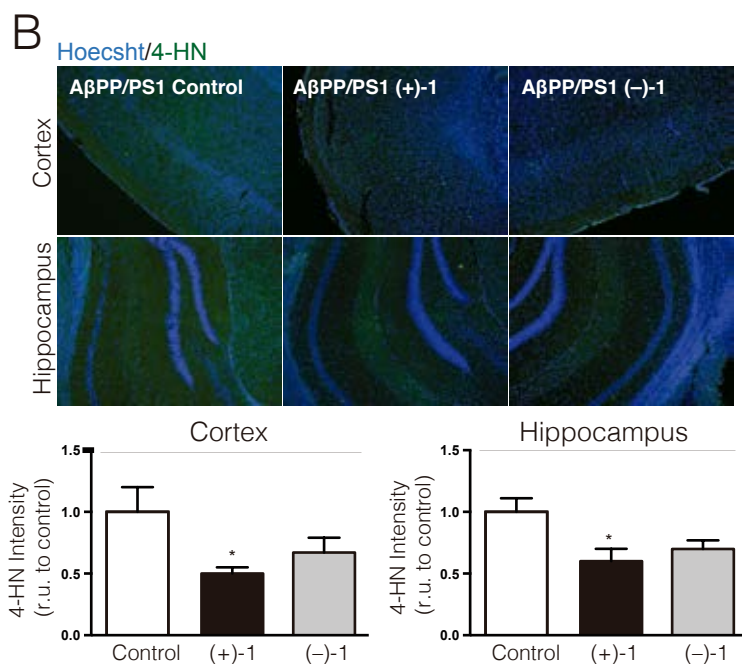 B
Hoecsht/4-HN
AβPP/PS1 Control
AβPP/PS1 (+)-1
AβPP/PS1 (–)-1
Cortex
Hippocampus
Cortex
4-HN Intensity
(r.u. to control)
1.5
1.0
0.5
0.0
*
Control
(+)-1
(–)-1
Hippocampus
4-HN Intensity
(r.u. to control)
1.5
1.0
0.5
0.0
*
Control
(+)-1
(–)-1